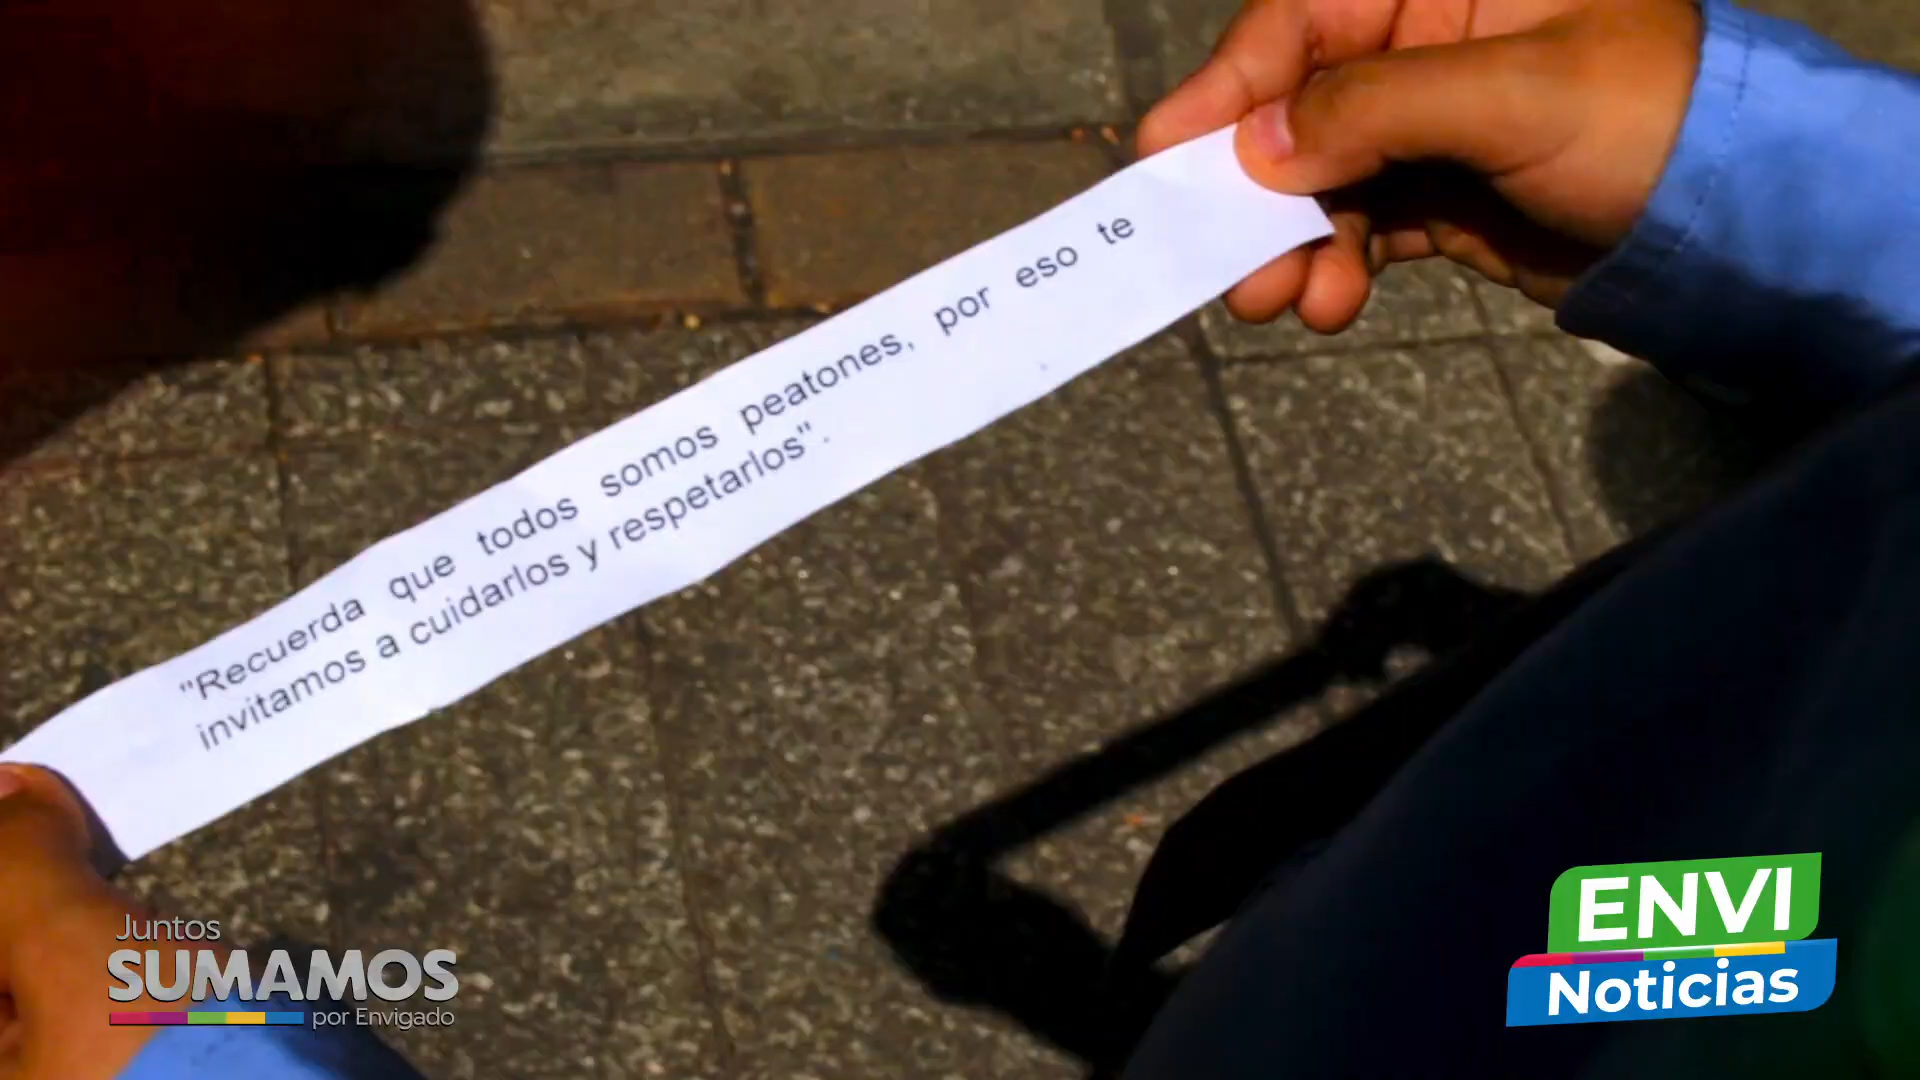 "Recuerda que todos somos peatones, por eso te
invitamos a cuidarlos y respetarlos".
Juntos
SUMAMOS
por Envigado
ENVI
Noticias